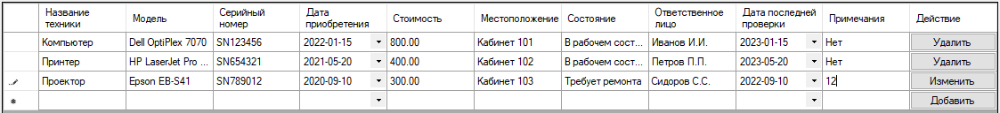 Название техники Модель Серийный номер Дата приобретения Стоимость Местоположение Состояние Ответственное лицо Дата последней проверки Примечания Действие
Компьютер Dell OptiPlex 7070 SN123456 2022-01-15 800.00 Кабинет 101 В рабочем сост... Иванов И.И. 2023-01-15 Нет Удалить
Принтер HP LaserJet Pro ... SN654321 2021-05-20 400.00 Кабинет 102 В рабочем сост... Петров П.П. 2023-05-20 Нет Удалить
Проектор Epson EB-S41 SN789012 2020-09-10 300.00 Кабинет 103 Требует ремонта Сидоров С.С. 2022-09-10 12 Изменить
Добавить